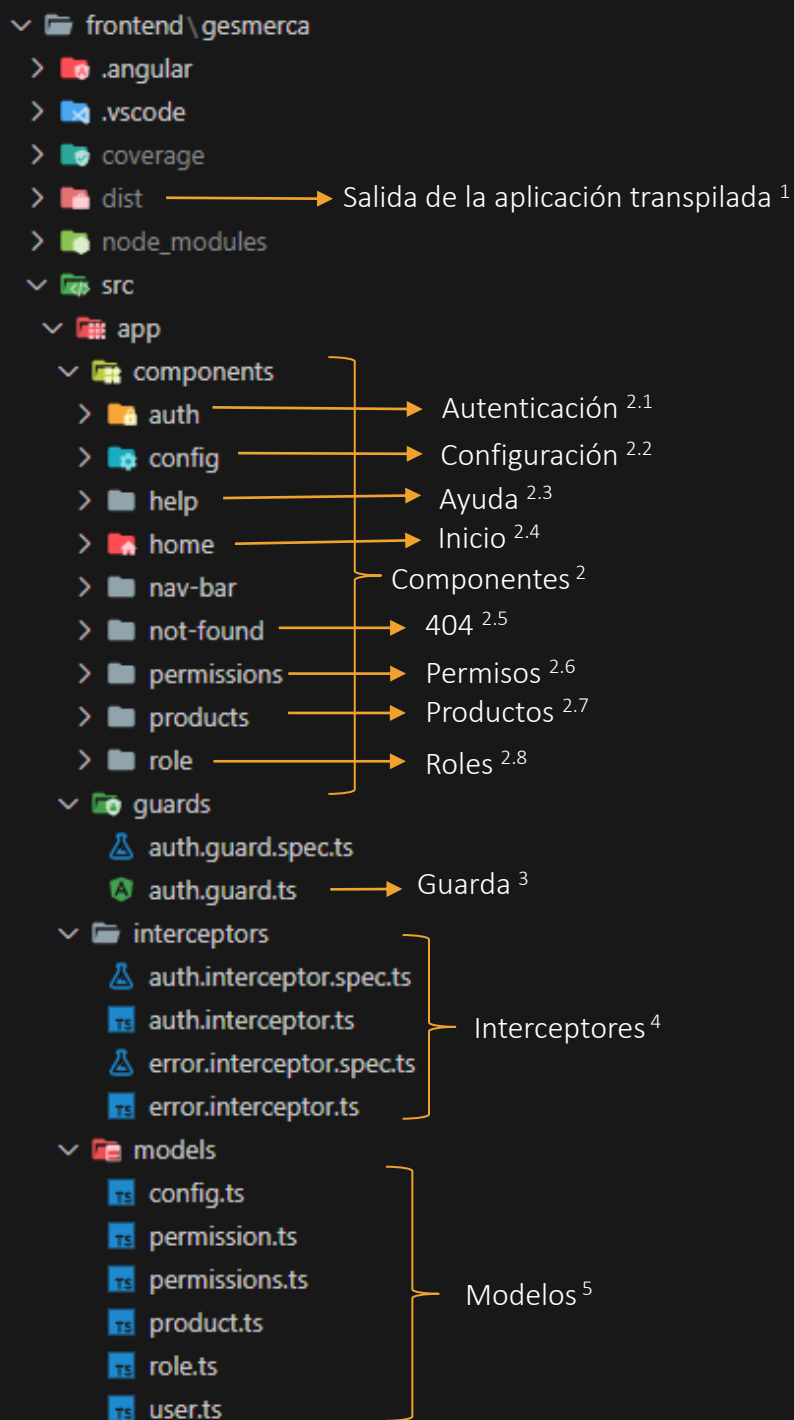 frontend\gesmerca
.angular
.vscode
coverage
dist Salida de la aplicación transpilada 1
node_modules
src
app
components
auth Autenticación 2.1
config Configuración 2.2
help Ayuda 2.3
home Inicio 2.4
nav-bar Componentes 2
not-found 404 2.5
permissions Permisos 2.6
products Productos 2.7
role Roles 2.8
guards
auth.guard.spec.ts
auth.guard.ts Guarda 3
interceptors
auth.interceptor.spec.ts
auth.interceptor.ts Interceptores 4
error.interceptor.spec.ts
error.interceptor.ts
models
config.ts
permission.ts
permissions.ts Modelos 5
product.ts
role.ts
user.ts